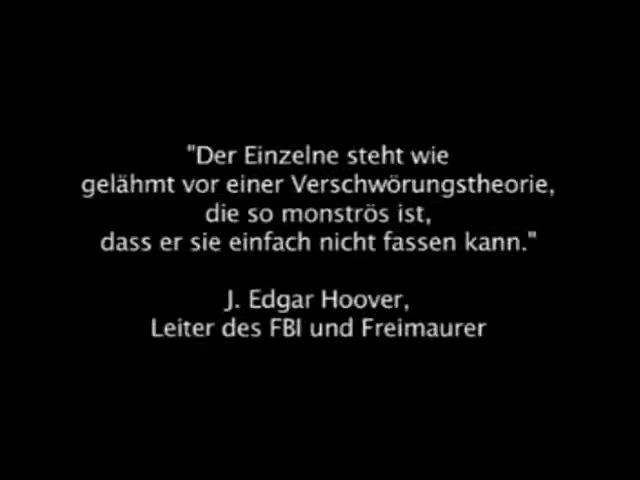 "Der Einzelne steht wie
gelähmt vor einer Verschwörungstheorie,
die so monströs ist,
dass er sie einfach nicht fassen kann."
J. Edgar Hoover,
Leiter des FBI und Freimaurer